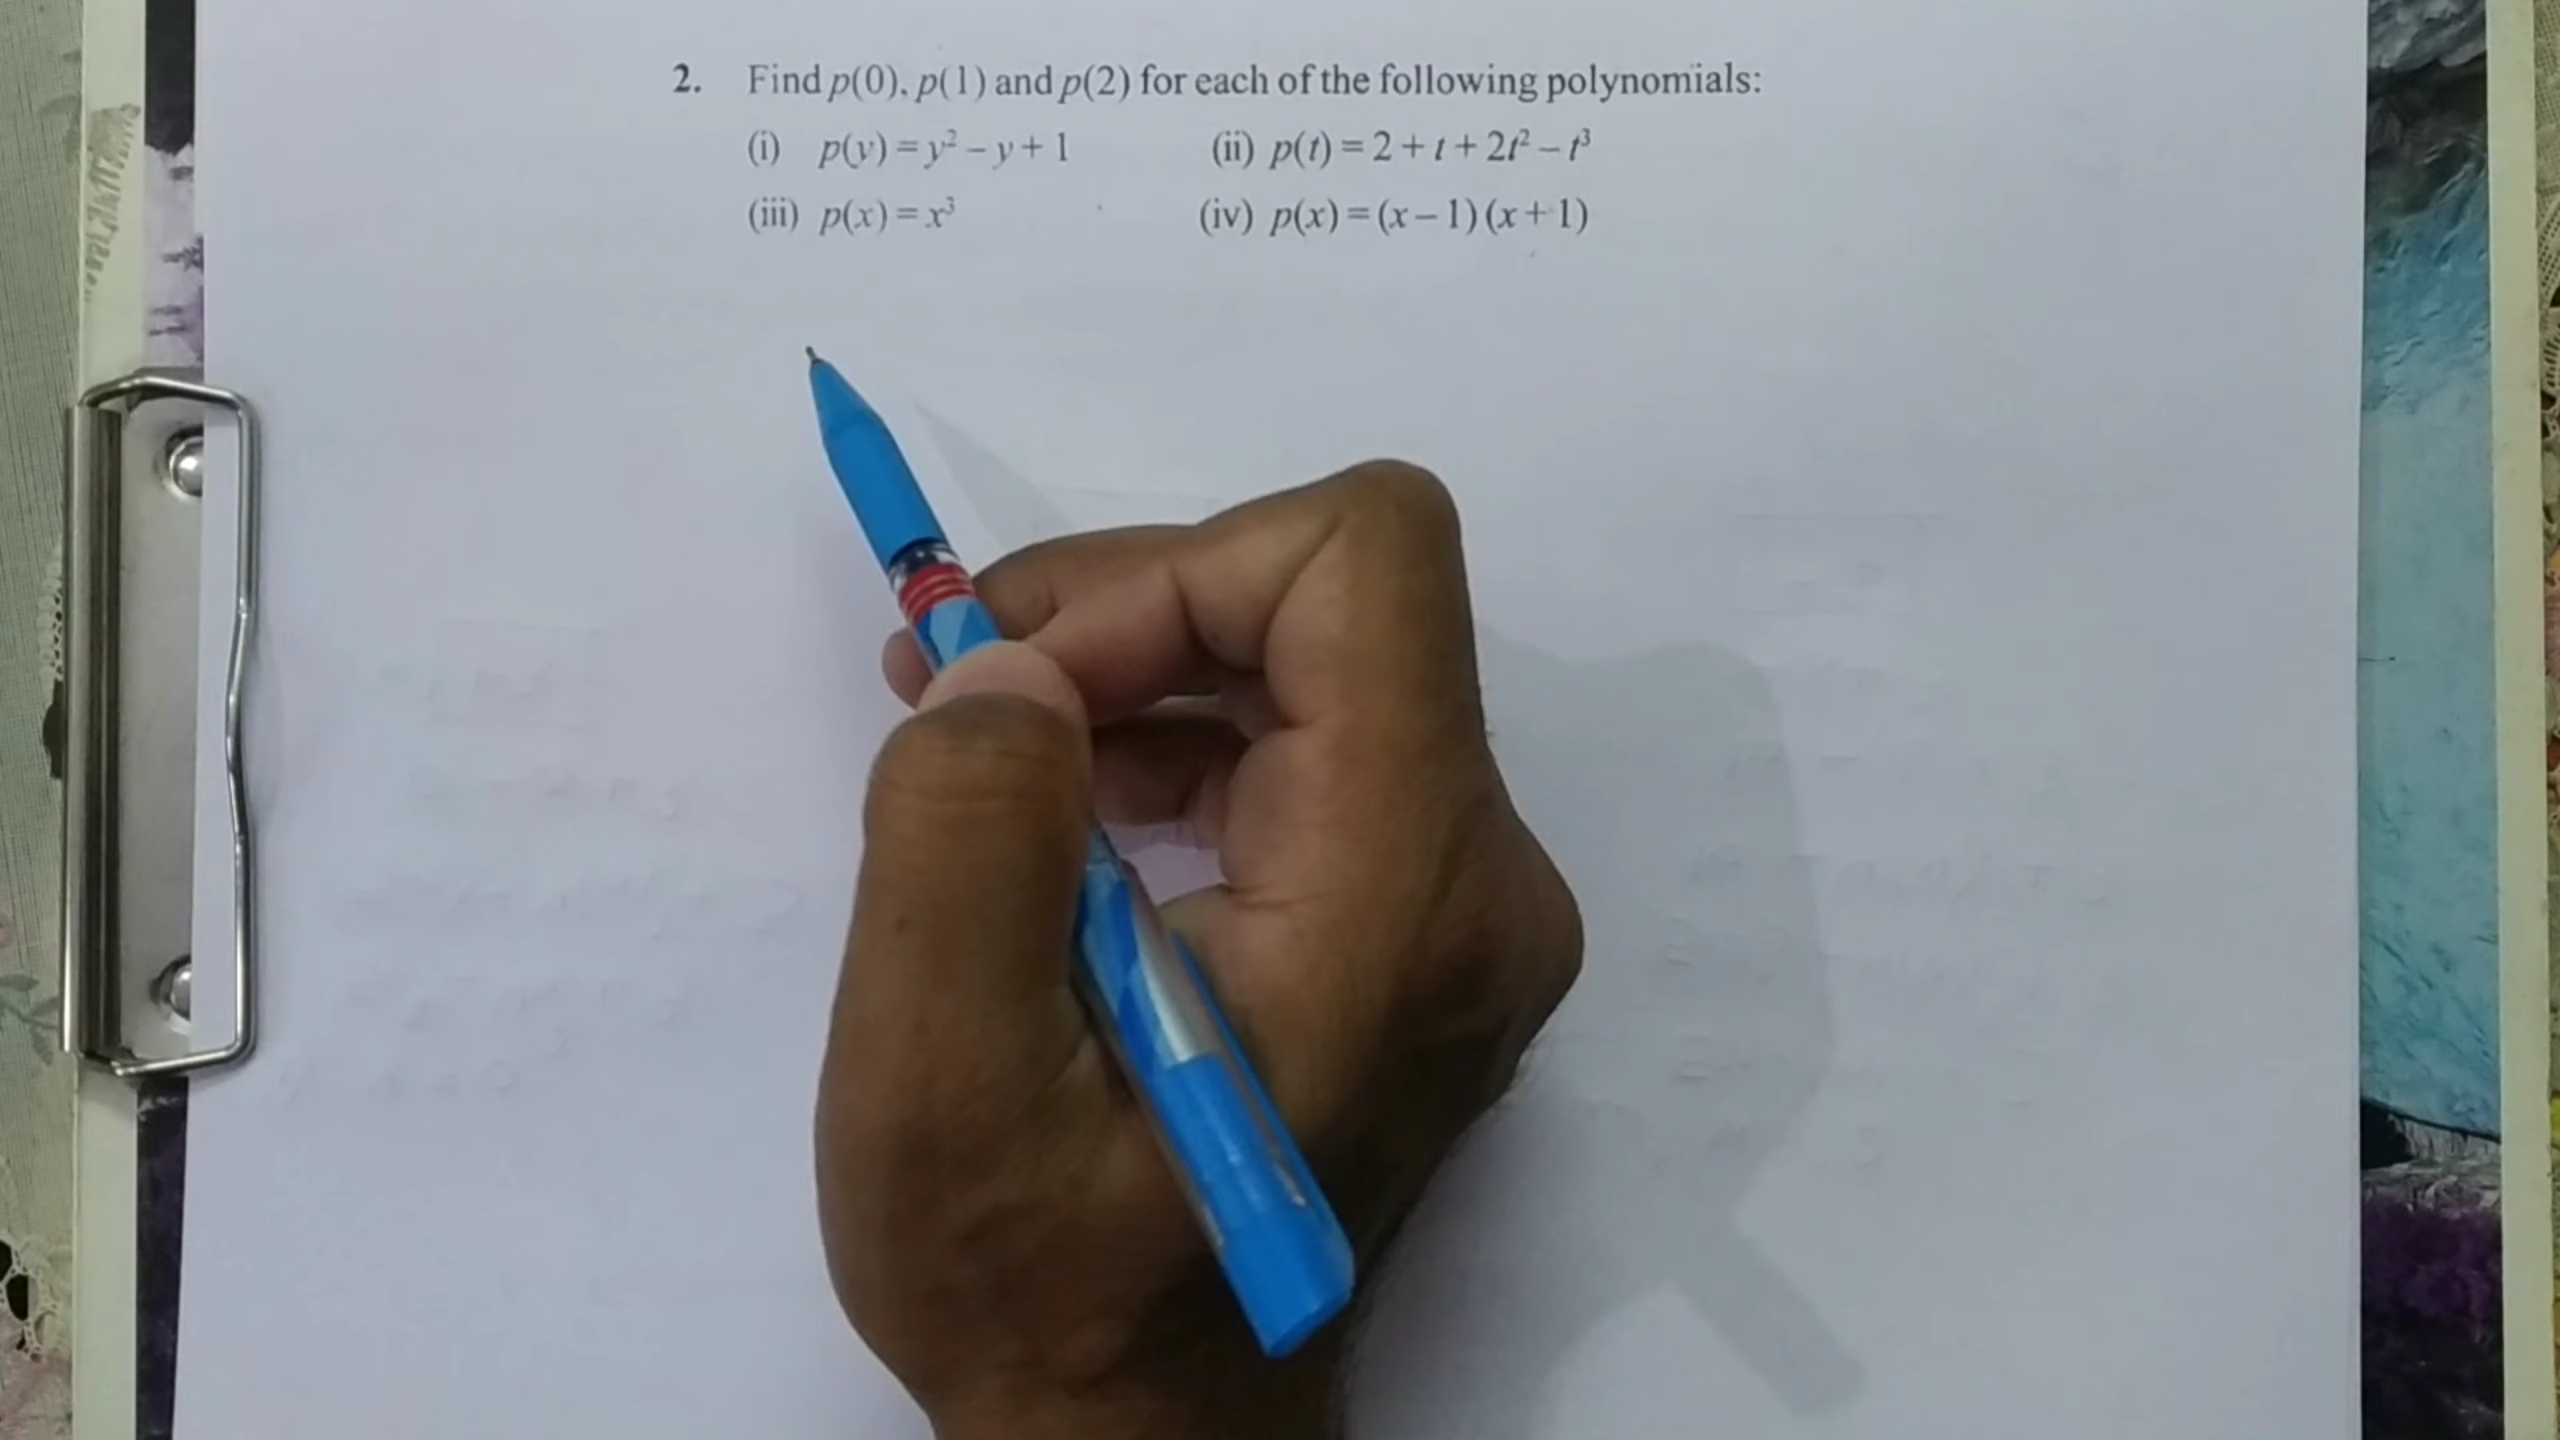 2. Find p(0), p(1) and p(2) for each of the following polynomials:
(i) p(y) = y² – y + 1 (ii) p(t) = 2 + t + 2t² – t³
(iii) p(x) = x³ (iv) p(x) = (x – 1) (x + 1)